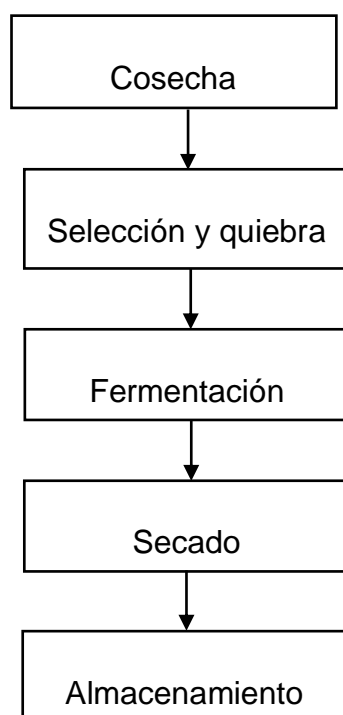 Cosecha
Selección y quiebra
Fermentación
Secado
Almacenamiento